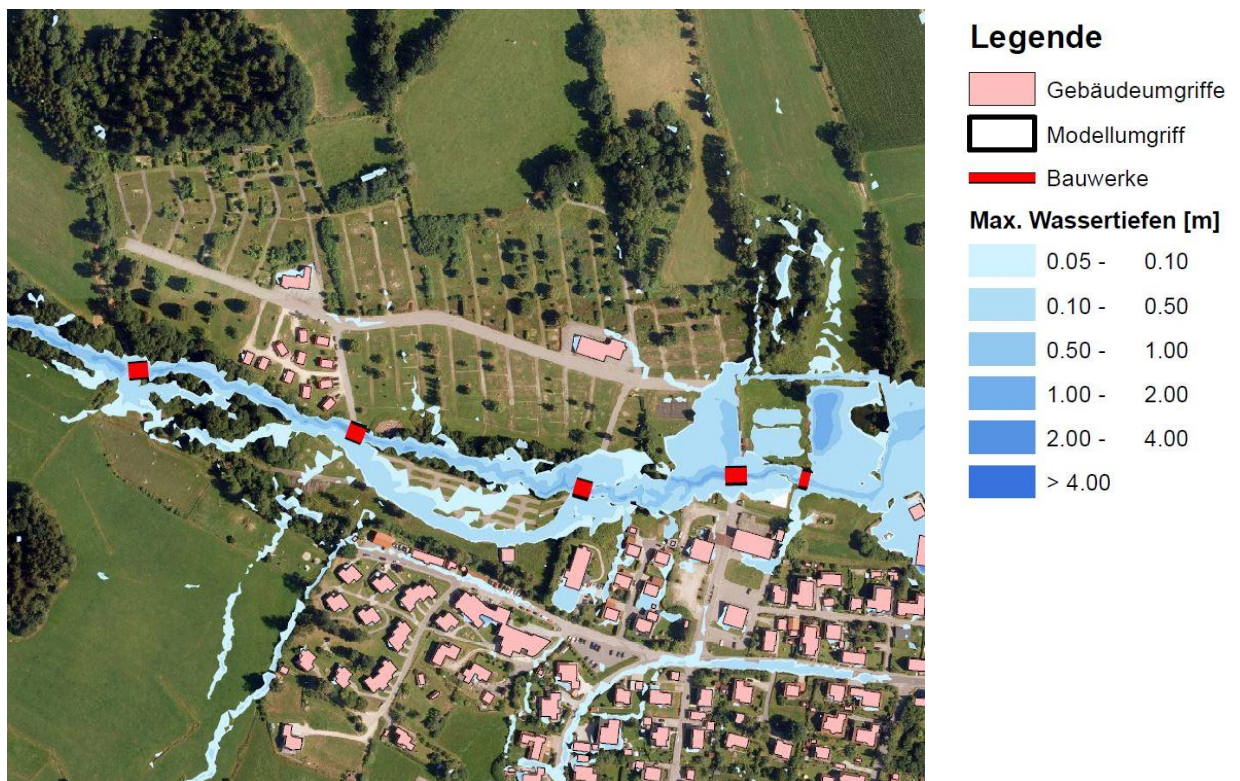 Legende
Gebäudeumgriffe
Modellumgriff
Bauwerke
Max. Wassertiefen [m]
0.05 - 0.10
0.10 - 0.50
0.50 - 1.00
1.00 - 2.00
2.00 - 4.00
> 4.00